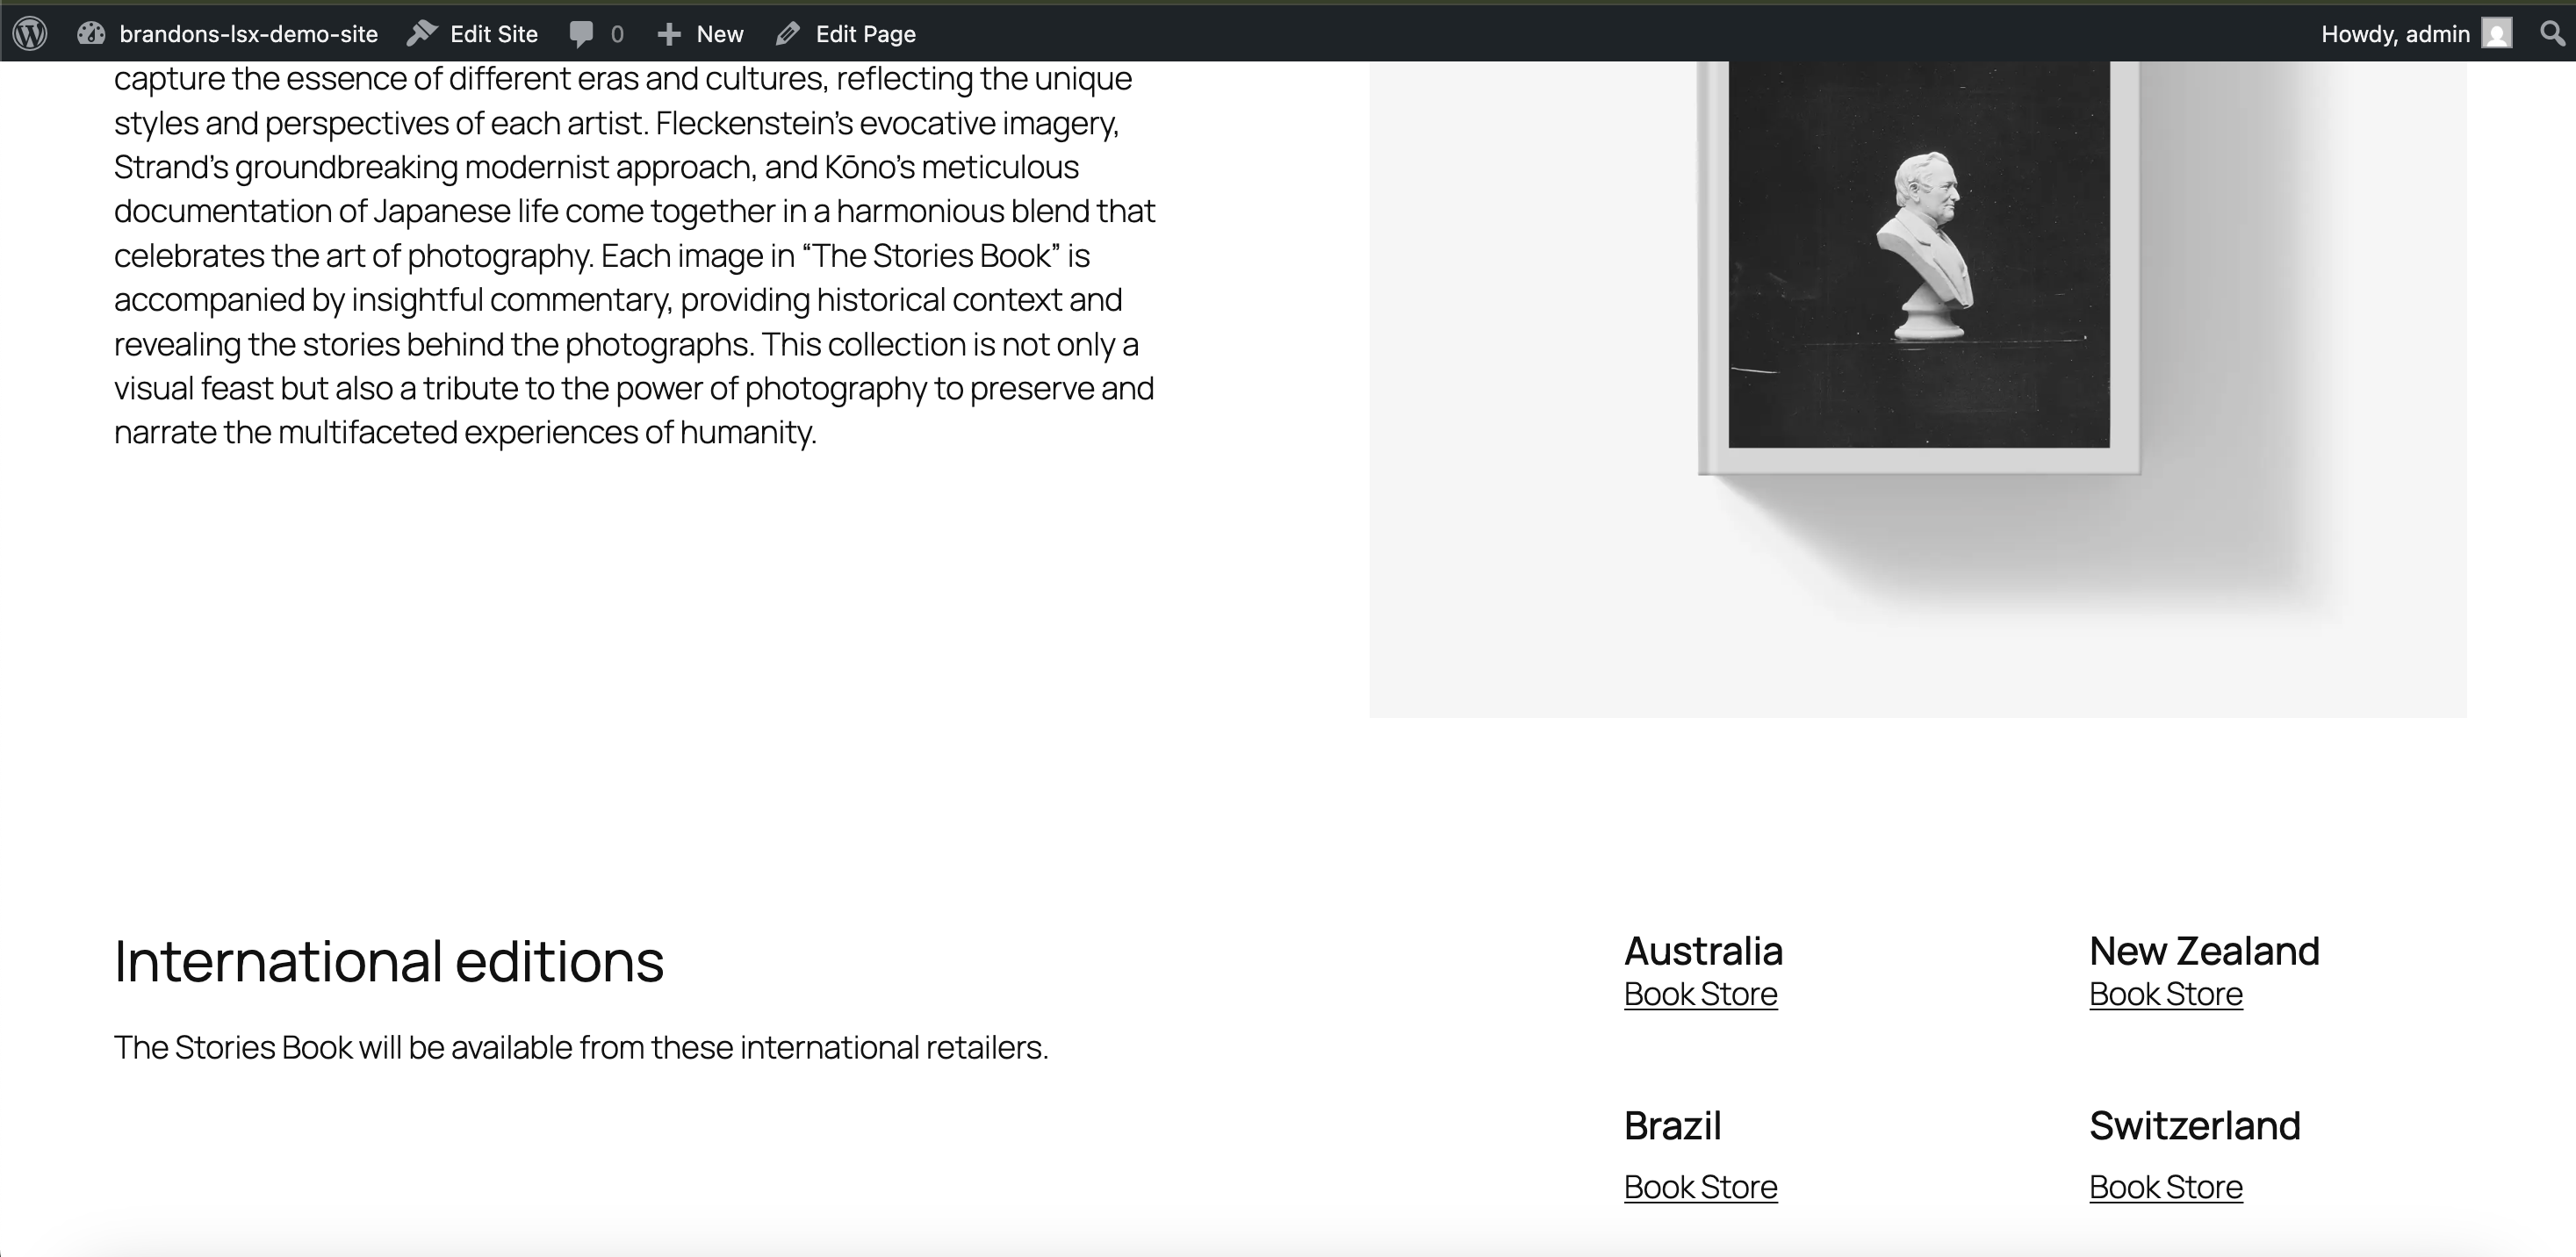 brandons-lsx-demo-site Edit Site 0 New Edit Page Howdy, admin
capture the essence of different eras and cultures, reflecting the unique
styles and perspectives of each artist. Fleckenstein’s evocative imagery,
Strand’s groundbreaking modernist approach, and Kōno’s meticulous
documentation of Japanese life come together in a harmonious blend that
celebrates the art of photography. Each image in “The Stories Book” is
accompanied by insightful commentary, providing historical context and
revealing the stories behind the photographs. This collection is not only a
visual feast but also a tribute to the power of photography to preserve and
narrate the multifaceted experiences of humanity.
International editions
The Stories Book will be available from these international retailers.
Australia
Book Store
New Zealand
Book Store
Brazil
Book Store
Switzerland
Book Store